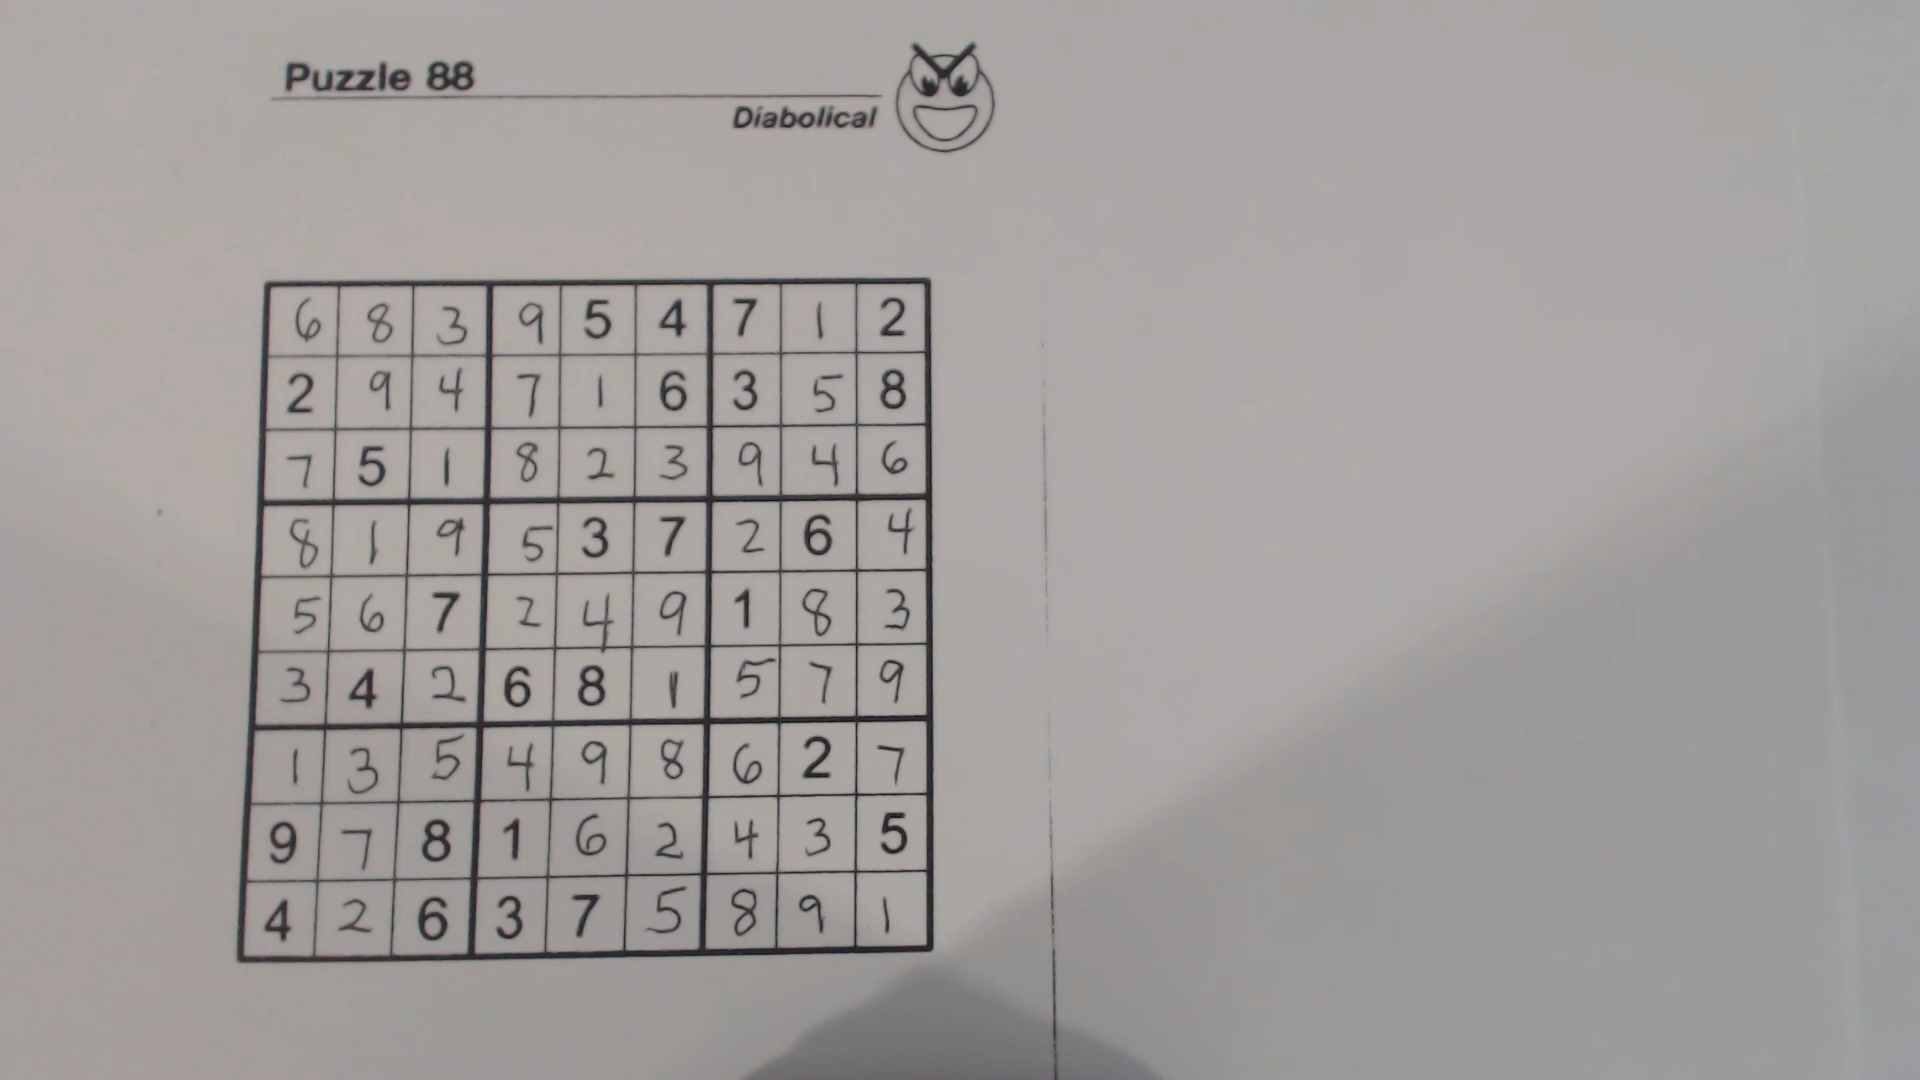 Puzzle 88
Diabolical
6 8 3 9 5 4 7 1 2
2 9 4 7 1 6 3 5 8
7 5 1 8 2 3 9 4 6
8 1 9 5 3 7 2 6 4
5 6 7 2 4 9 1 8 3
3 4 2 6 8 1 5 7 9
1 3 5 4 9 8 6 2 7
9 7 8 1 6 2 4 3 5
4 2 6 3 7 5 8 9 1